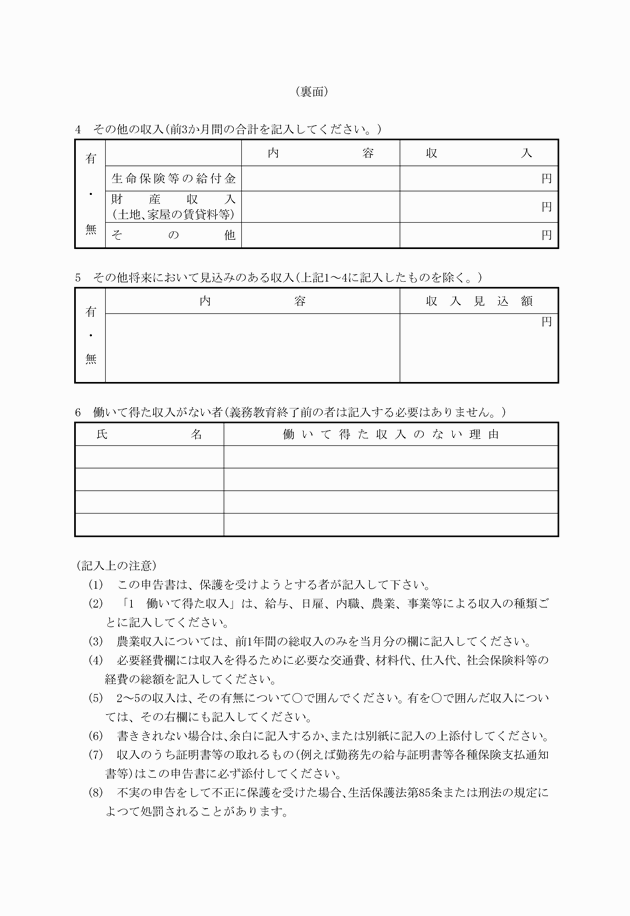 (裏面)
4　その他の収入(前3か月間の合計を記入してください。)
有・無
内容
収入
生命保険等の給付金
円
財産収入
(土地、家屋の賃貸料等)
円
その他
円
5　その他将来において見込みのある収入(上記1～4に記入したものを除く。)
有・無
内容
収入見込額
円
6　働いて得た収入がない者(義務教育終了前の者は記入する必要はありません。)
氏名
働いて得た収入のない理由
(記入上の注意)
(1)　この申告書は、保護を受けようとする者が記入して下さい。
(2)　「1　働いて得た収入」は、給与、日雇、内職、農業、事業等による収入の種類ご
とに記入してください。
(3)　農業収入については、前1年間の総収入のみを当月分の欄に記入してください。
(4)　必要経費欄には収入を得るために必要な交通費、材料代、仕入代、社会保険料等の
経費の総額を記入してください。
(5)　2～5の収入は、その有無について○で囲んでください。有を○で囲んだ収入につい
ては、その右欄にも記入してください。
(6)　書ききれない場合は、余白に記入するか、または別紙に記入の上添付してください。
(7)　収入のうち証明書等の取れるもの(例えば勤務先の給与証明書等各種保険支払通知
書等)はこの申告書に必ず添付してください。
(8)　不実の申告をして不正に保護を受けた場合、生活保護法第85条または刑法の規定に
よつて処罰されることがあります。